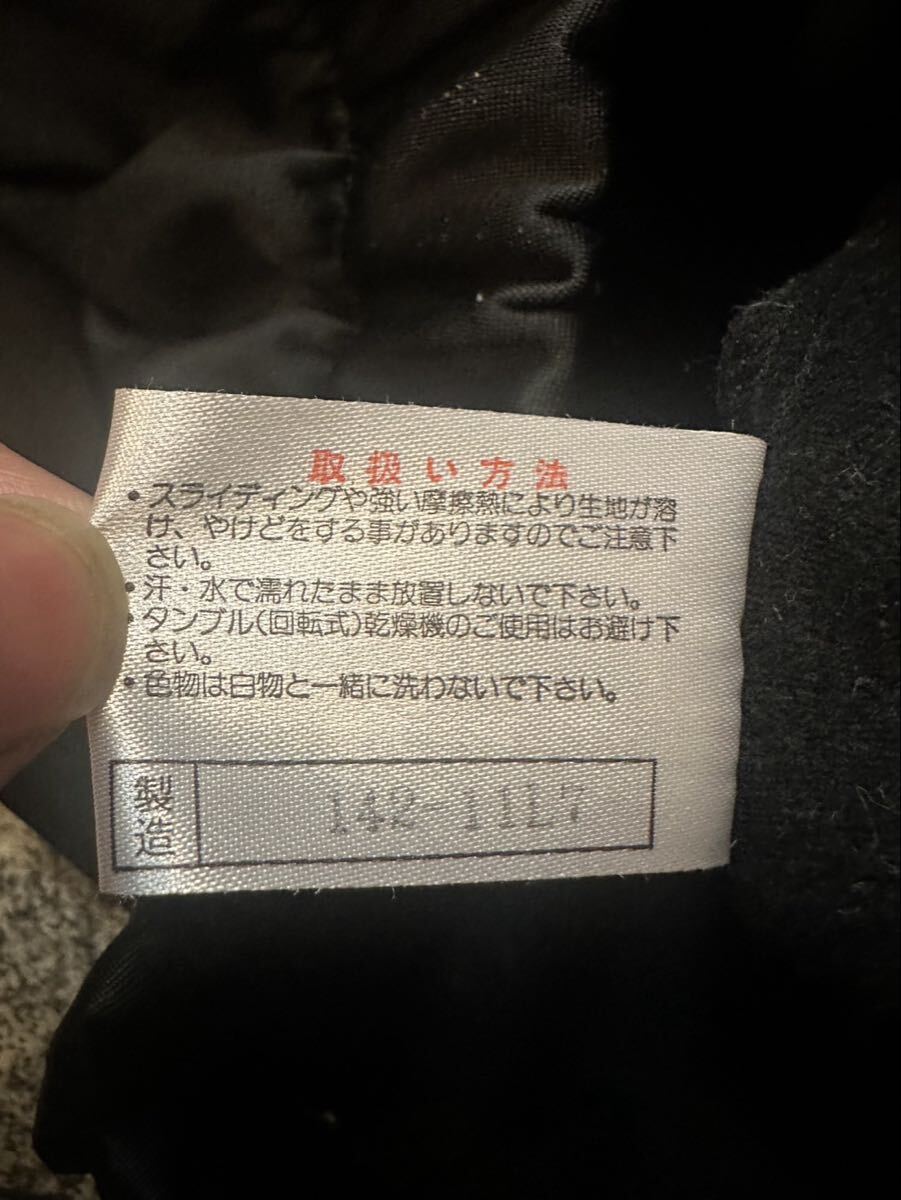 取扱い方法
・スライディングや強い摩擦熱により生地が溶
け、やけどをする事がありますのでご注意下
さい。
・汗・水で濡れたまま放置しないで下さい。
・タンブル(回転式)乾燥機のご使用はお避け下
さい。
・色物は白物と一緒に洗わないで下さい。
製造 142-11L7